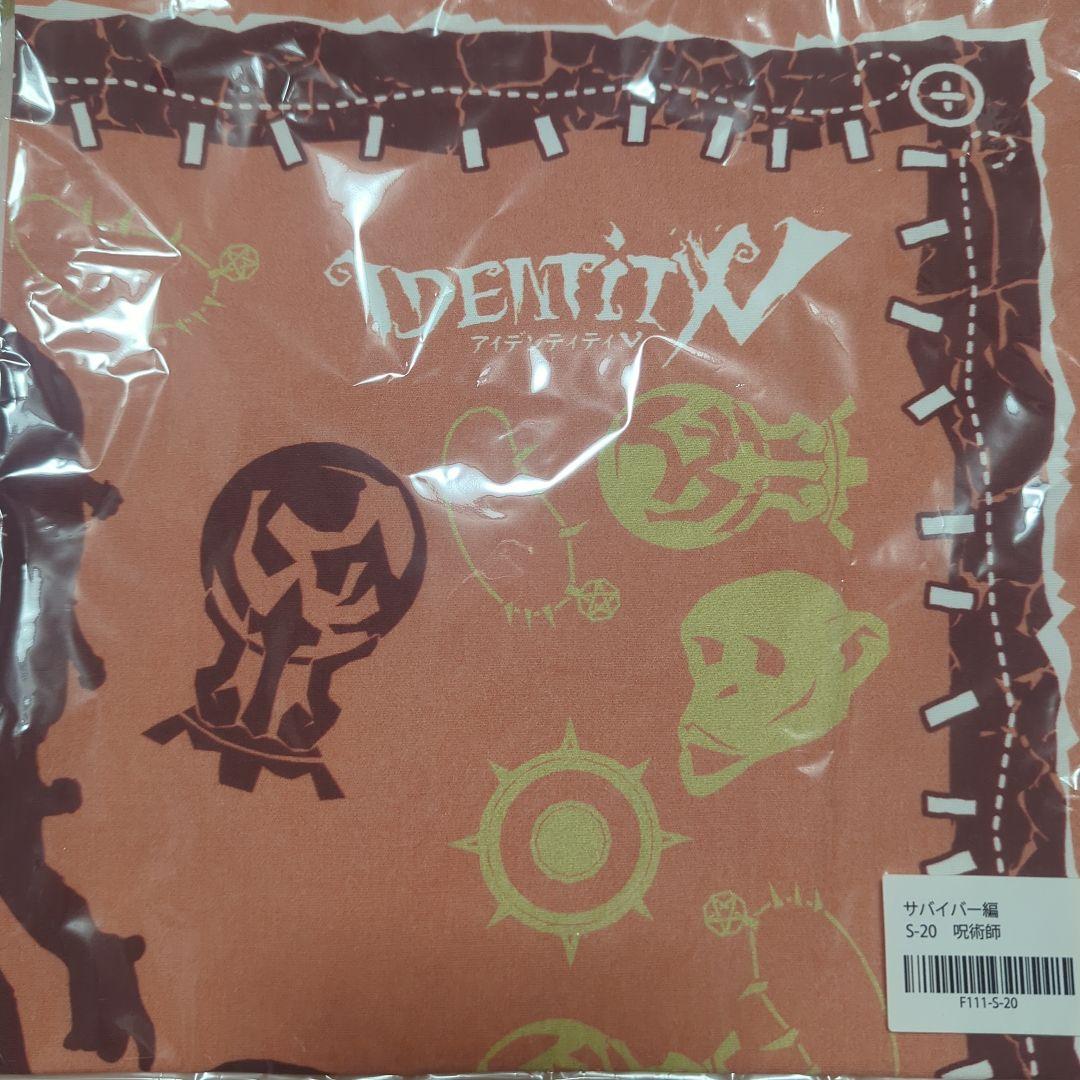 IDENTITY V
アイデンティティV
サバイバー編
S-20 呪術師
F111-S-20